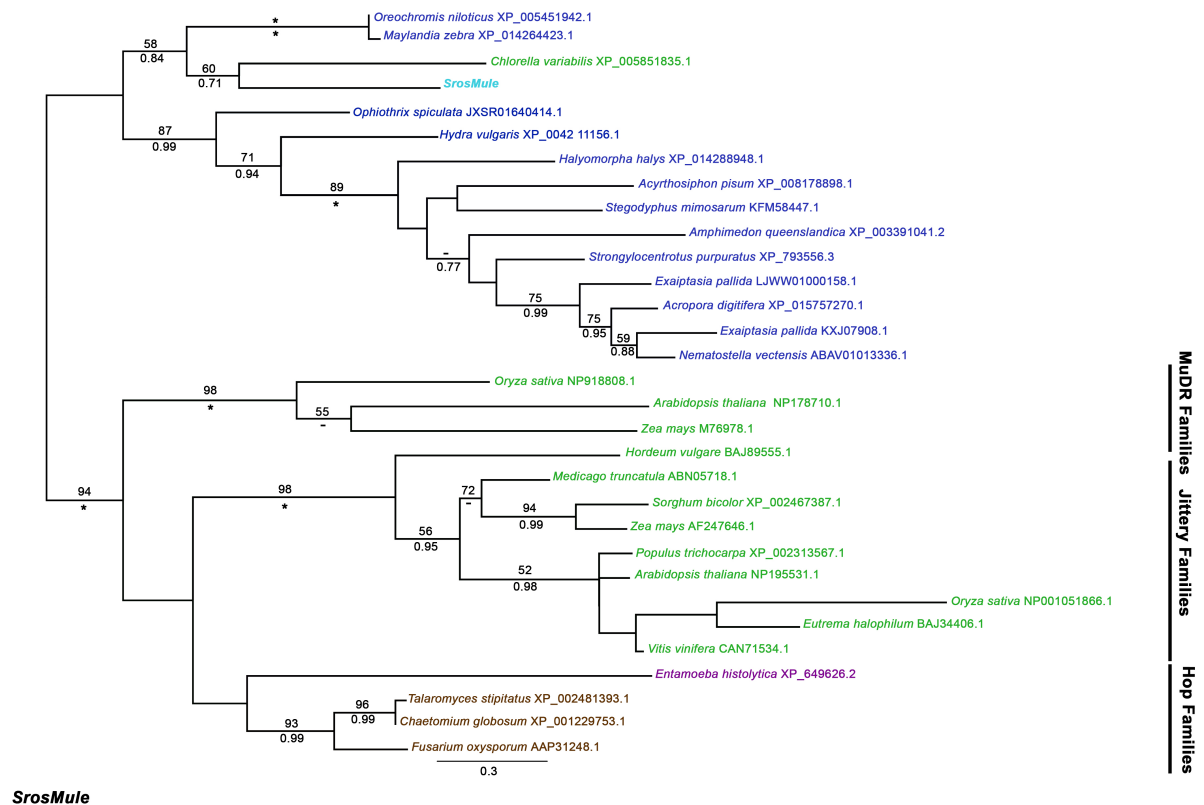 Oreochromis niloticus XP_005451942.1
*
*
Maylandia zebra XP_014264423.1
58
0.84
Chlorella variabilis XP_005851835.1
60
0.71
SrosMule
Ophiothrix spiculata JXSR01640414.1
87
0.99
Hydra vulgaris XP_0042 11156.1
71
0.94
Halyomorpha halys XP_014288948.1
89
*
Acyrthosiphon pisum XP_008178898.1
Stegodyphus mimosarum KFM58447.1
Amphimedon queenslandica XP_003391041.2
-
0.77
Strongylocentrotus purpuratus XP_793556.3
Exaiptasia pallida LJWW01000158.1
75
0.99
Acropora digitifera XP_015757270.1
75
0.95
Exaiptasia pallida KXJ07908.1
59
0.88
Nematostella vectensis ABAV01013336.1
Oryza sativa NP918808.1
98
*
Arabidopsis thaliana NP178710.1
55
-
Zea mays M76978.1
MuDR Families
Hordeum vulgare BAJ89555.1
Medicago truncatula ABN05718.1
94
*
98
*
72
-
Sorghum bicolor XP_002467387.1
94
0.99
Zea mays AF247646.1
56
0.95
Populus trichocarpa XP_002313567.1
52
0.98
Arabidopsis thaliana NP195531.1
Oryza sativa NP001051866.1
Eutrema halophilum BAJ34406.1
Vitis vinifera CAN71534.1
Jittery Families
Entamoeba histolytica XP_649626.2
Talaromyces stipitatus XP_002481393.1
96
0.99
Chaetomium globosum XP_001229753.1
93
0.99
Fusarium oxysporum AAP31248.1
Hop Families
0.3
SrosMule